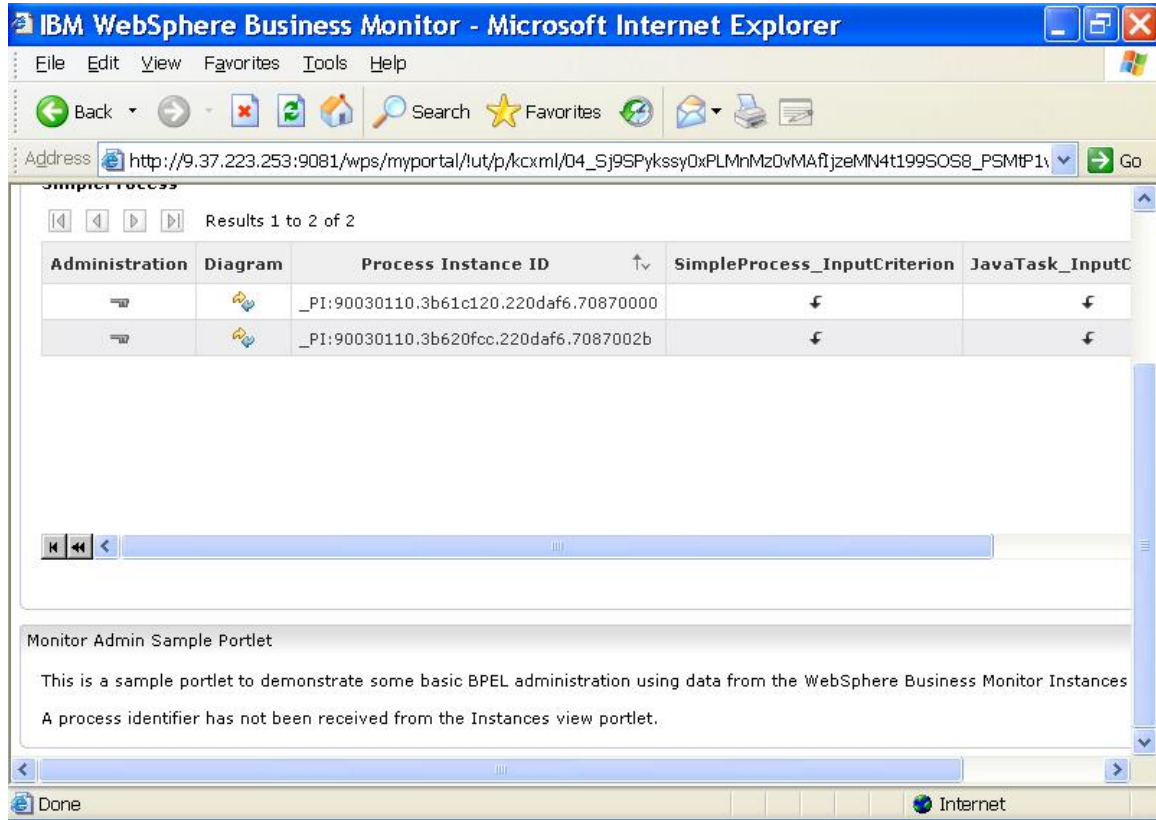 IBM WebSphere Business Monitor - Microsoft Internet Explorer
File Edit View Favorites Tools Help
Back Search Favorites
Address http://9.37.223.253:9081/wps/myportal/!ut/p/kcxml/04_Sj9SPykssy0xPLMnMz0vMAfIjzeMN4t199SOS8_PSMtP1 Go
SimpleProcess
Results 1 to 2 of 2
Administration Diagram Process Instance ID SimpleProcess_InputCriterion JavaTask_InputC
_PI:90030110.3b61c120.220daf6.70870000
_PI:90030110.3b620fcc.220daf6.7087002b
Monitor Admin Sample Portlet
This is a sample portlet to demonstrate some basic BPEL administration using data from the WebSphere Business Monitor Instances
A process identifier has not been received from the Instances view portlet.
Done Internet